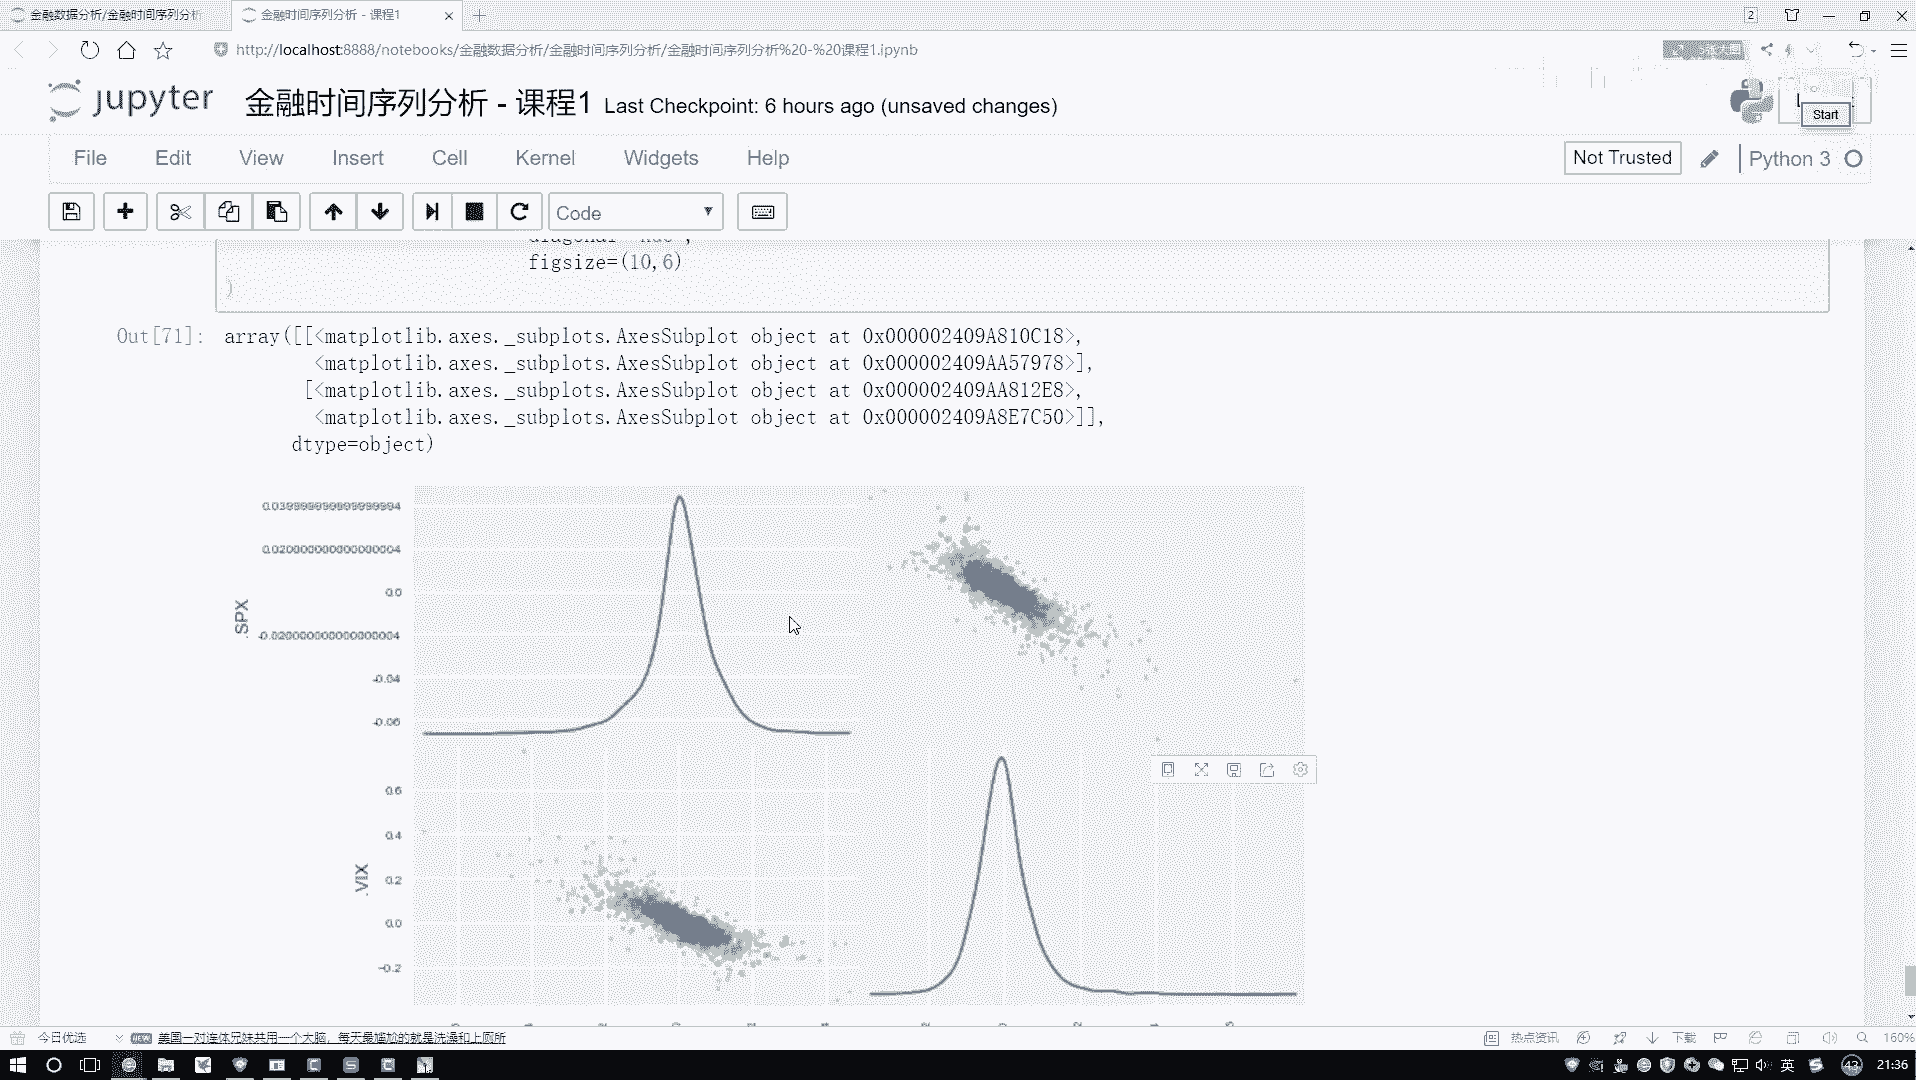 金融数据分析/金融时间序列分析
金融时间序列分析 - 课程1
2
http://localhost:8888/notebooks/金融数据分析/金融时间序列分析/金融时间序列分析%20-%20课程1.ipynb
jupyter 金融时间序列分析 - 课程1 Last Checkpoint: 6 hours ago (unsaved changes)
Start
File Edit View Insert Cell Kernel Widgets Help
Not Trusted
Python 3
Code
figsize=(10,6)
)
Out[71]: array([[<matplotlib.axes._subplots.AxesSubplot object at 0x000002409A810C18>,
<matplotlib.axes._subplots.AxesSubplot object at 0x000002409AA57978>],
[<matplotlib.axes._subplots.AxesSubplot object at 0x000002409AA812E8>,
<matplotlib.axes._subplots.AxesSubplot object at 0x000002409A8E7C50>]],
dtype=object)
0.020000000000000004
0.0
.SPX
-0.020000000000000004
-0.04
-0.06
0.6
0.4
.VIX
0.2
0.0
-0.2
今日优选
NEW
美国一对连体兄妹共用一个大脑，每天最尴尬的就是洗澡和上厕所
热点资讯
下载
160%
英
43
21:36